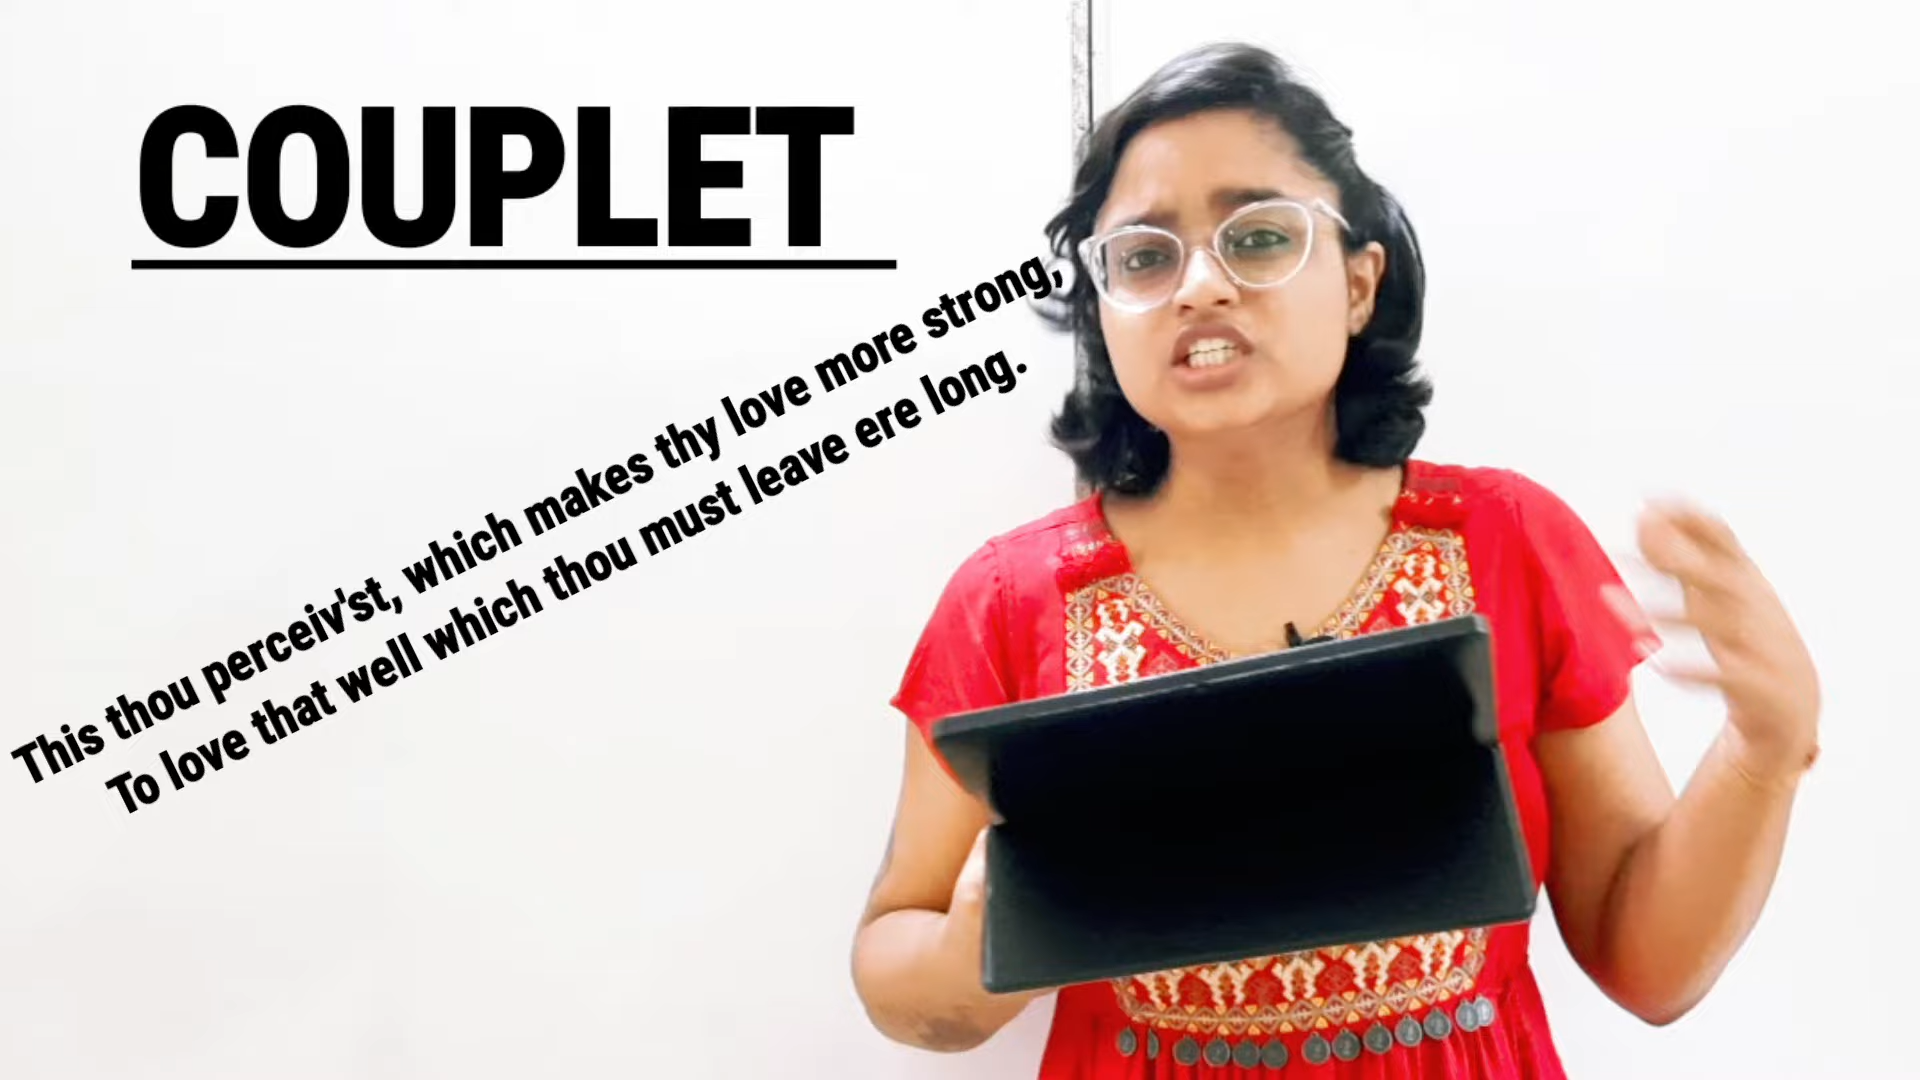 COUPLET
This thou perceiv'st, which makes thy love more strong,
To love that well which thou must leave ere long.